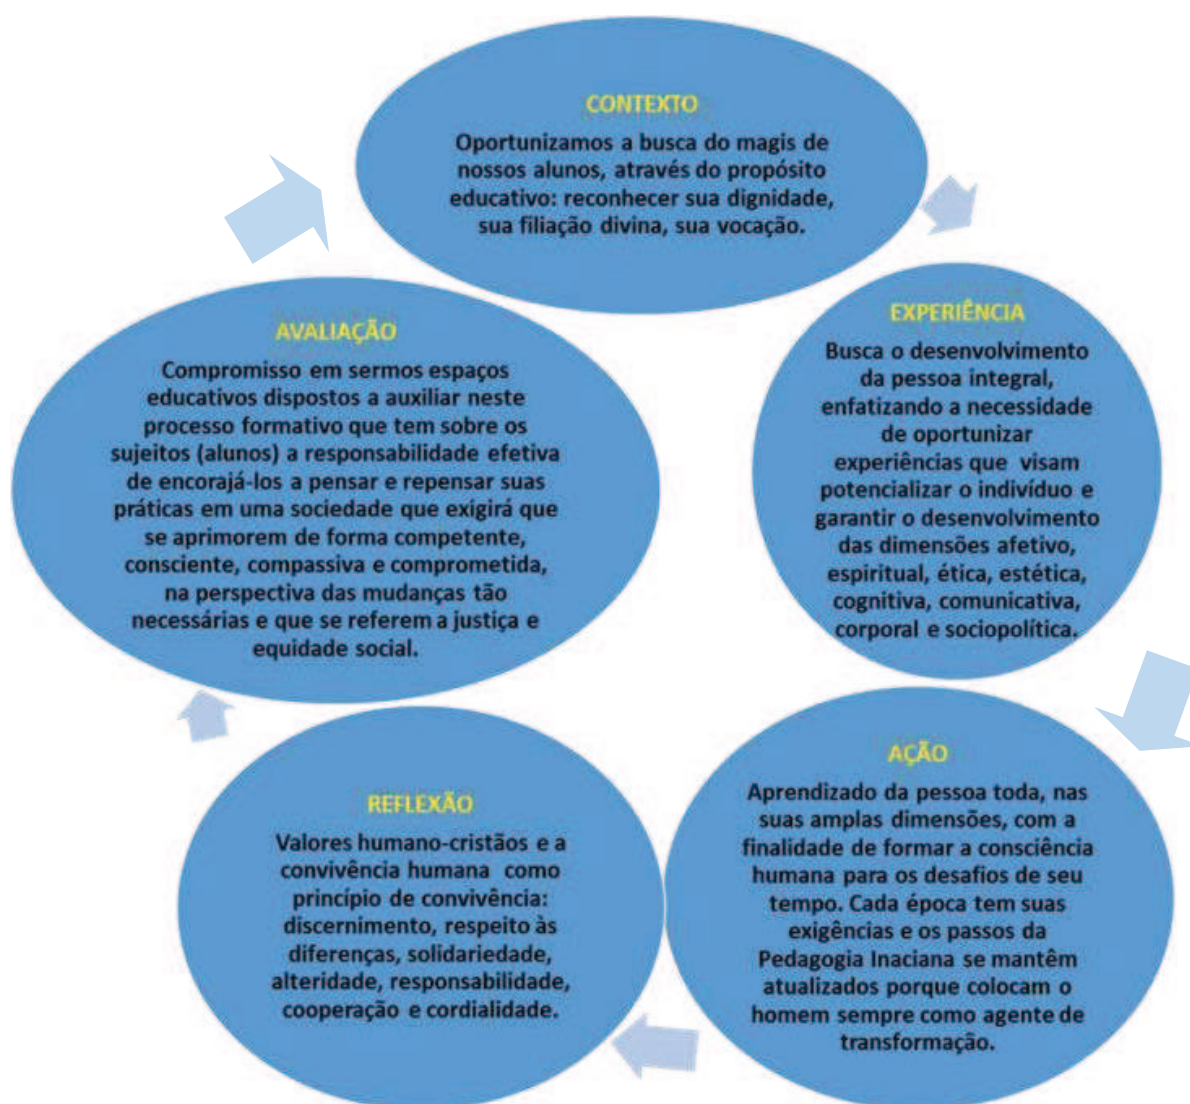 CONTEXTO
Oportunizamos a busca do magis de
nossos alunos, através do propósito
educativo: reconhecer sua dignidade,
sua filiação divina, sua vocação.
EXPERIÊNCIA
Busca o desenvolvimento
da pessoa integral,
enfatizando a necessidade
de oportunizar
experiências que visam
potencializar o indivíduo e
garantir o desenvolvimento
das dimensões afetivo,
espiritual, ética, estética,
cognitiva, comunicativa,
corporal e sociopolítica.
AÇÃO
Aprendizado da pessoa toda, nas
suas amplas dimensões, com a
finalidade de formar a consciência
humana para os desafios de seu
tempo. Cada época tem suas
exigências e os passos da
Pedagogia Inaciana se mantêm
atualizados porque colocam o
homem sempre como agente de
transformação.
REFLEXÃO
Valores humano-cristãos e a
convivência humana como
princípio de convivência:
discernimento, respeito às
diferenças, solidariedade,
alteridade, responsabilidade,
cooperação e cordialidade.
AVALIAÇÃO
Compromisso em sermos espaços
educativos dispostos a auxiliar neste
processo formativo que tem sobre os
sujeitos (alunos) a responsabilidade efetiva
de encorajá-los a pensar e repensar suas
práticas em uma sociedade que exigirá que
se aprimorem de forma competente,
consciente, compassiva e comprometida,
na perspectiva das mudanças tão
necessárias e que se referem a justiça e
equidade social.